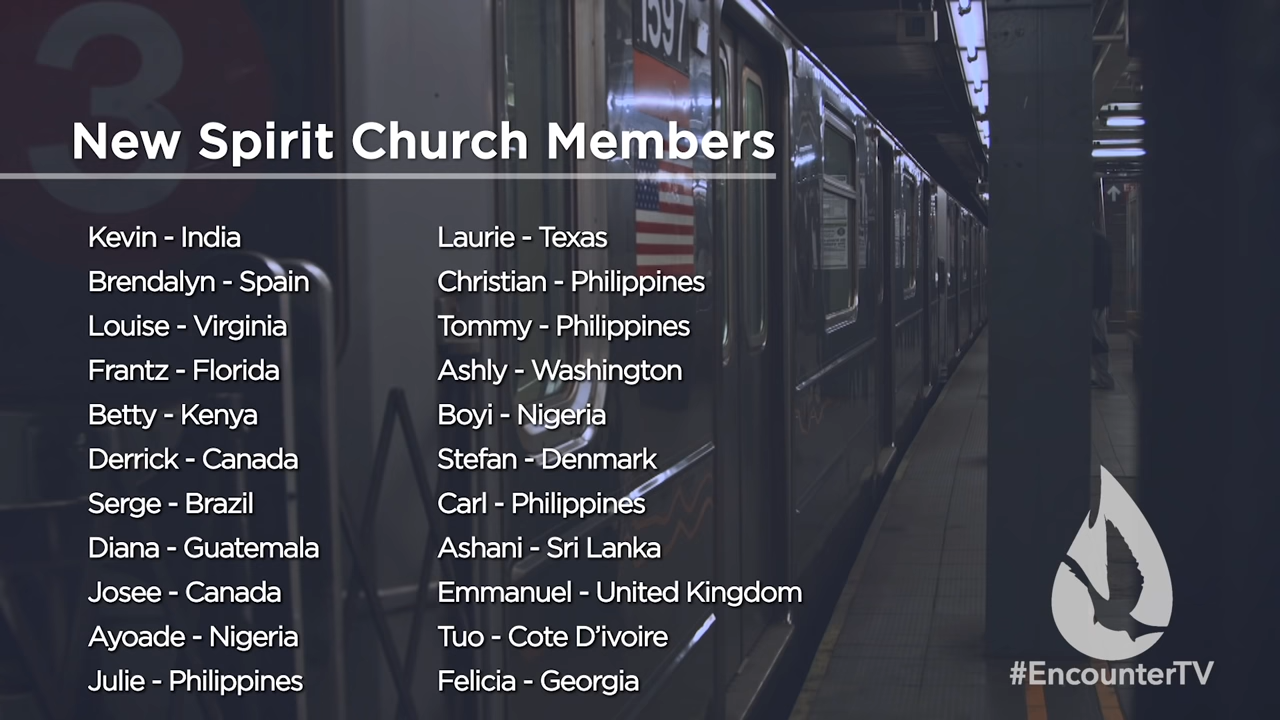 3
1597
New Spirit Church Members
Kevin - India
Brendalyn - Spain
Louise - Virginia
Frantz - Florida
Betty - Kenya
Derrick - Canada
Serge - Brazil
Diana - Guatemala
Josee - Canada
Ayoade - Nigeria
Julie - Philippines
Laurie - Texas
Christian - Philippines
Tommy - Philippines
Ashly - Washington
Boyi - Nigeria
Stefan - Denmark
Carl - Philippines
Ashani - Sri Lanka
Emmanuel - United Kingdom
Tuo - Cote D’ivoire
Felicia - Georgia
#EncounterTV